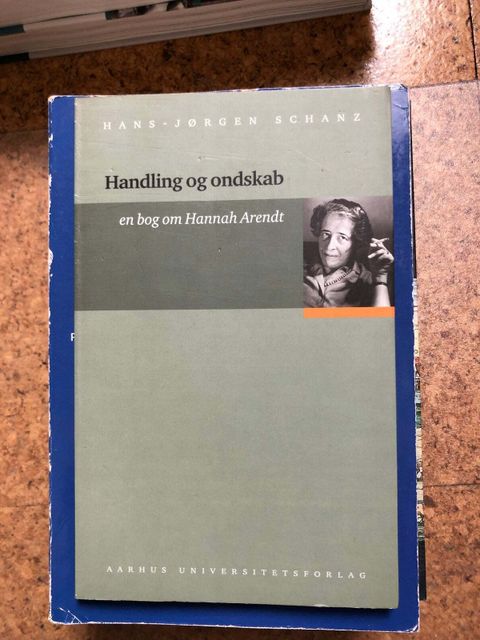 HANS-JØRGEN SCHANZ
Handling og ondskab
en bog om Hannah Arendt
AARHUS UNIVERSITETSFORLAG